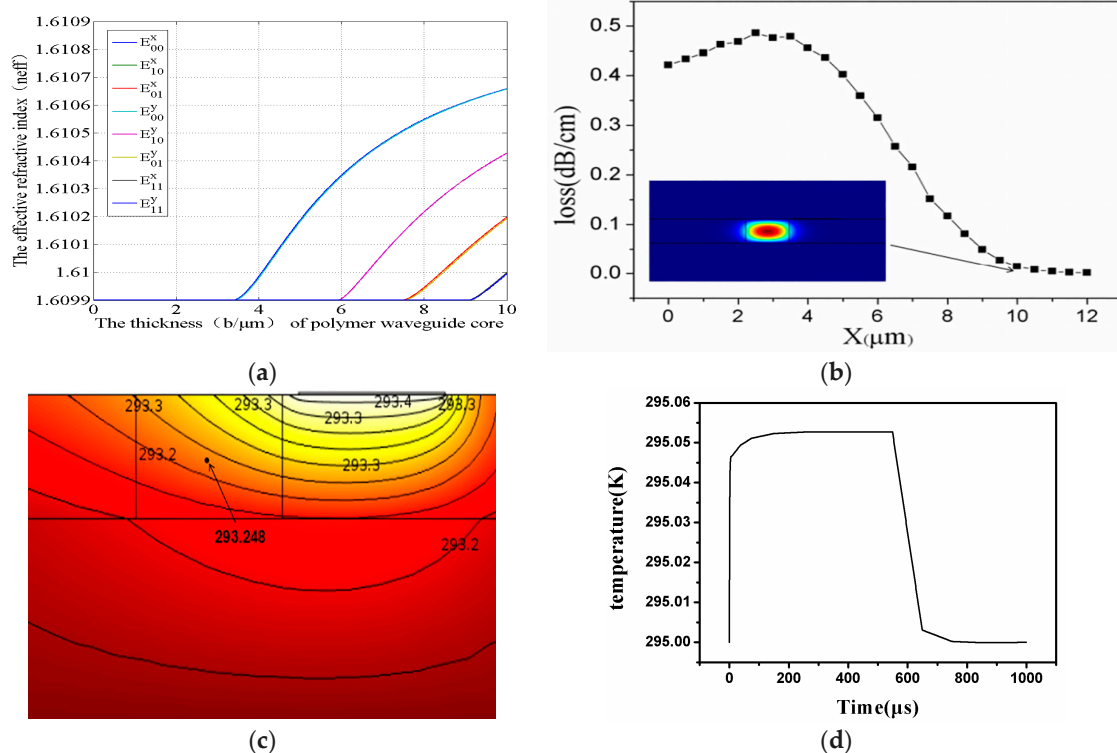 1.6109
1.6109
1.6108
1.6106
1.6104
1.6103
1.6102
1.6101
1.61
1.6099
The effective refractive index（neff）
E^x_00
E^x_10
E^x_01
E^y_00
E^y_10
E^y_01
E^x_11
E^y_11
0 2 4 6 8 10
The thickness（b/μm） of polymer waveguide core
(a)
0.5
0.4
0.3
0.2
0.1
0.0
loss(dB/cm)
0 2 4 6 8 10 12
X(μm)
(b)
293.3 293.3 293.4 293.3
293.3
293.2 293.3
293.248 293.2
(c)
295.06
295.05
295.04
295.03
295.02
295.01
295.00
temperature(K)
0 200 400 600 800 1000
Time(μs)
(d)